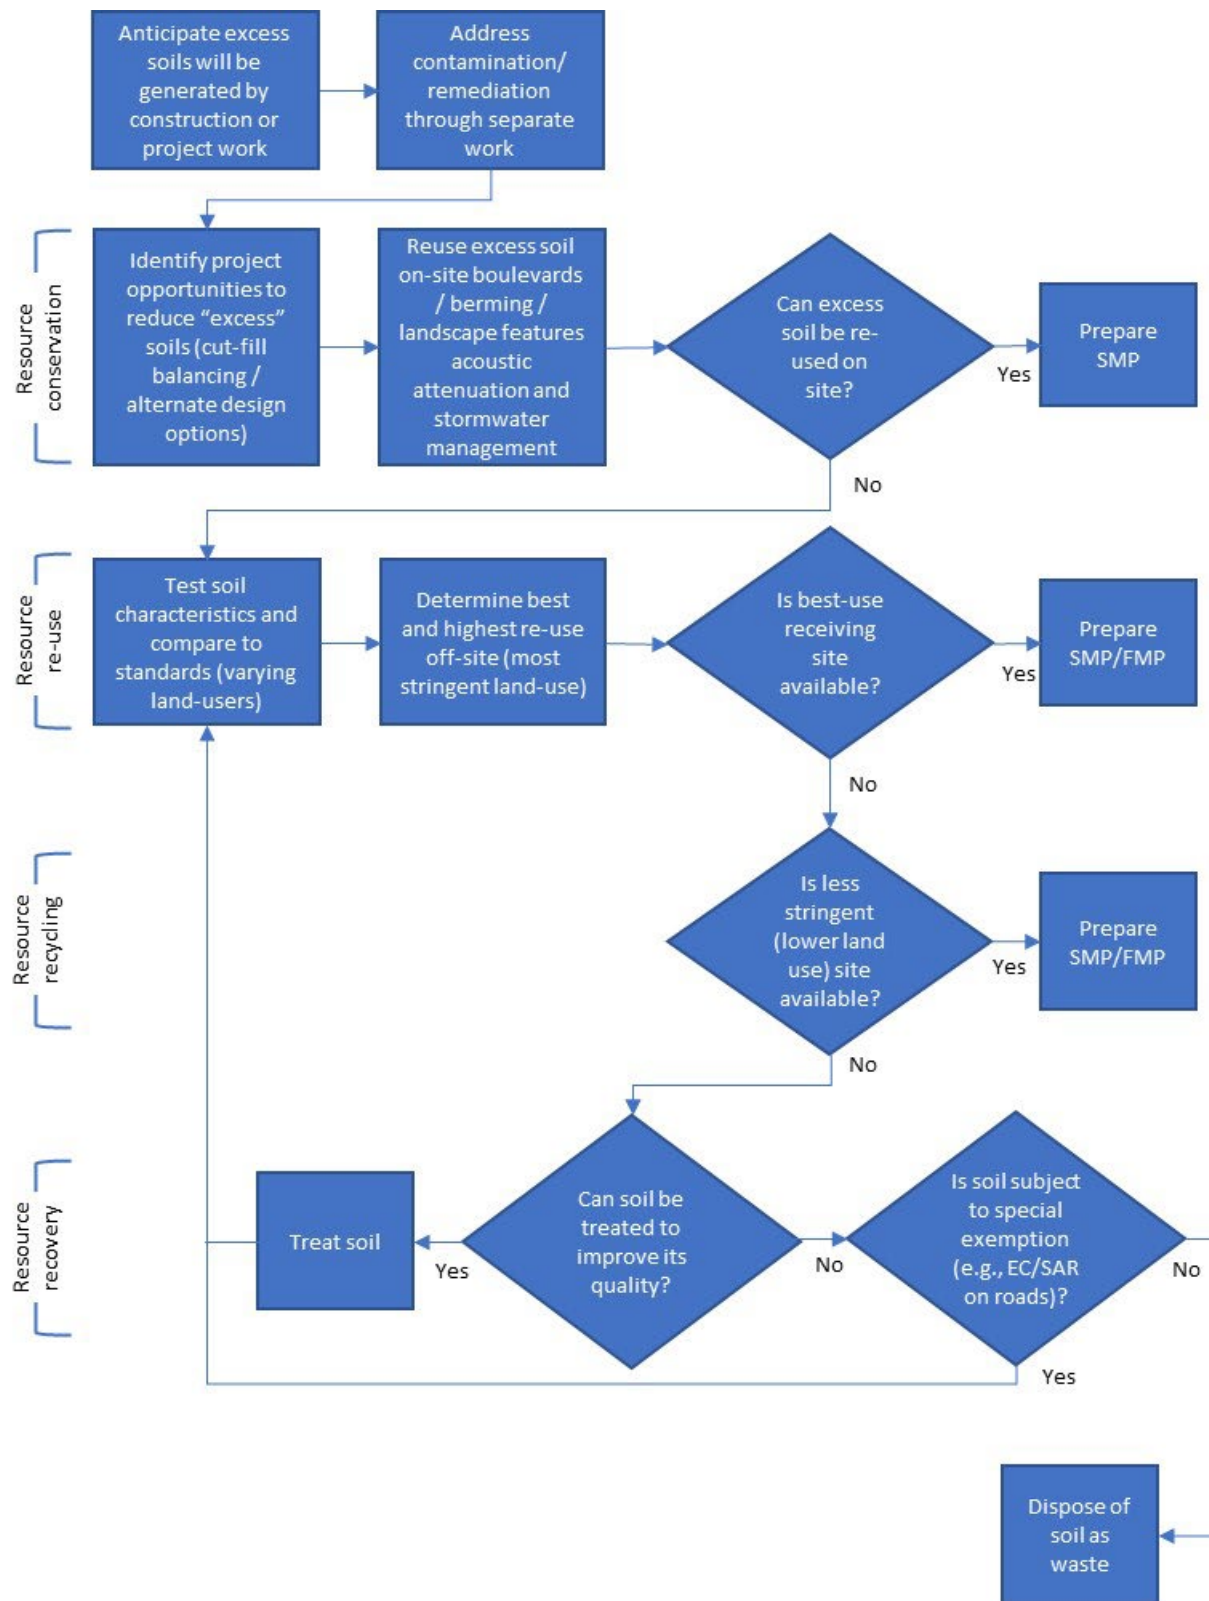 Anticipate excess
soils will be
generated by
construction or
project work
Address
contamination/
remediation
through separate
work
Resource
conservation
Identify project
opportunities to
reduce “excess”
soils (cut-fill
balancing /
alternate design
options)
Reuse excess soil
on-site boulevards
/ berming /
landscape features
acoustic
attenuation and
stormwater
management
Can excess
soil be re-
used on
site?
Yes
Prepare
SMP
No
Resource
re-use
Test soil
characteristics and
compare to
standards (varying
land-users)
Determine best
and highest re-use
off-site (most
stringent land-use)
Is best-use
receiving
site
available?
Yes
Prepare
SMP/FMP
No
Resource
recycling
Is less
stringent
(lower land
use) site
available?
Yes
Prepare
SMP/FMP
No
Resource
recovery
Treat soil
Yes
Can soil be
treated to
improve its
quality?
No
Is soil subject
to special
exemption
(e.g., EC/SAR
on roads)?
No
Yes
Dispose of
soil as
waste